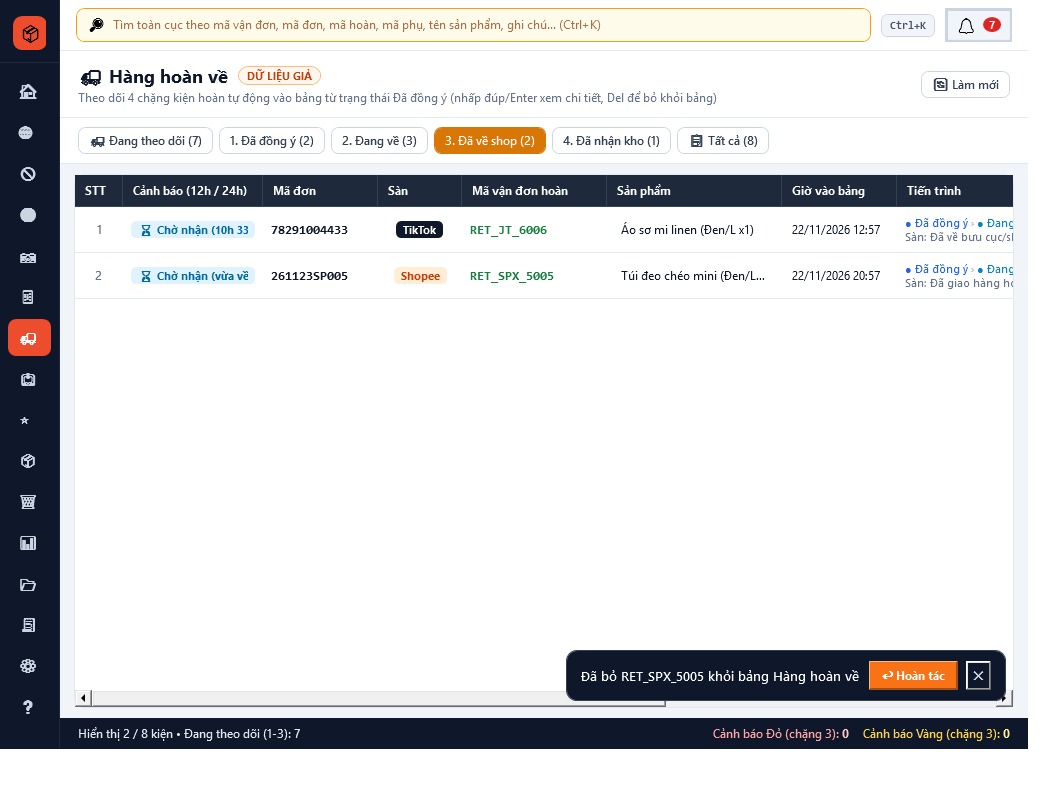 Tìm toàn cục theo mã vận đơn, mã đơn, mã hoàn, mã phụ, tên sản phẩm, ghi chú... (Ctrl+K)
Ctrl+K
7
Hàng hoàn về
DỮ LIỆU GIẢ
Theo dõi 4 chặng kiện hoàn tự động vào bảng từ trạng thái Đã đồng ý (nhấp đúp/Enter xem chi tiết, Del để bỏ khỏi bảng)
Làm mới
Đang theo dõi (7)
1. Đã đồng ý (2)
2. Đang về (3)
3. Đã về shop (2)
4. Đã nhận kho (1)
Tất cả (8)
STT Cảnh báo (12h / 24h) Mã đơn Sàn Mã vận đơn hoàn Sản phẩm Giờ vào bảng Tiến trình
1 Chờ nhận (10h 33 78291004433 TikTok RET_JT_6006 Áo sơ mi linen (Đen/L x1) 22/11/2026 12:57 ● Đã đồng ý › ● Đang
Sàn: Đã về bưu cục/sh
2 Chờ nhận (vừa về 261123SP005 Shopee RET_SPX_5005 Túi đeo chéo mini (Đen/L... 22/11/2026 20:57 ● Đã đồng ý › ● Đang
Sàn: Đã giao hàng ho
Đã bỏ RET_SPX_5005 khỏi bảng Hàng hoàn về
Hoàn tác
Hiển thị 2 / 8 kiện • Đang theo dõi (1-3): 7
Cảnh báo Đỏ (chặng 3): 0
Cảnh báo Vàng (chặng 3): 0